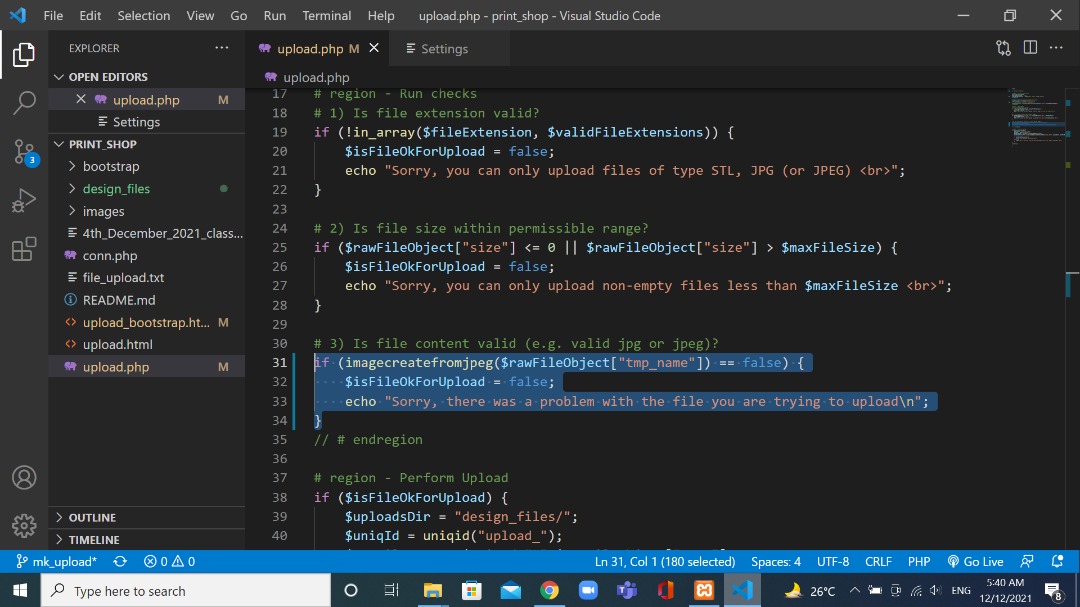 File Edit Selection View Go Run Terminal Help upload.php - print_shop - Visual Studio Code
EXPLORER ···
upload.php M
Settings
OPEN EDITORS
upload.php M
Settings
PRINT_SHOP
bootstrap
design_files
images
4th_December_2021_class...
conn.php
file_upload.txt
README.md
upload_bootstrap.ht... M
upload.html
upload.php M
OUTLINE
TIMELINE
3
upload.php
17 # region - Run checks
18 # 1) Is file extension valid?
19 if (!in_array($fileExtension, $validFileExtensions)) {
20 $isFileOkForUpload = false;
21 echo "Sorry, you can only upload files of type STL, JPG (or JPEG) <br>";
22 }
23
24 # 2) Is file size within permissible range?
25 if ($rawFileObject["size"] <= 0 || $rawFileObject["size"] > $maxFileSize) {
26 $isFileOkForUpload = false;
27 echo "Sorry, you can only upload non-empty files less than $maxFileSize <br>";
28 }
29
30 # 3) Is file content valid (e.g. valid jpg or jpeg)?
31 if (imagecreatefromjpeg($rawFileObject["tmp_name"]) == false) {
32 $isFileOkForUpload = false;
33 echo "Sorry, there was a problem with the file you are trying to upload\n";
34 }
35 // # endregion
36
37 # region - Perform Upload
38 if ($isFileOkForUpload) {
39 $uploadsDir = "design_files/";
40 $uniqId = uniqid("upload_");
mk_upload* 0 0 Ln 31, Col 1 (180 selected) Spaces: 4 UTF-8 CRLF PHP Go Live
Type here to search 26°C ENG 5:40 AM
12/12/2021 8